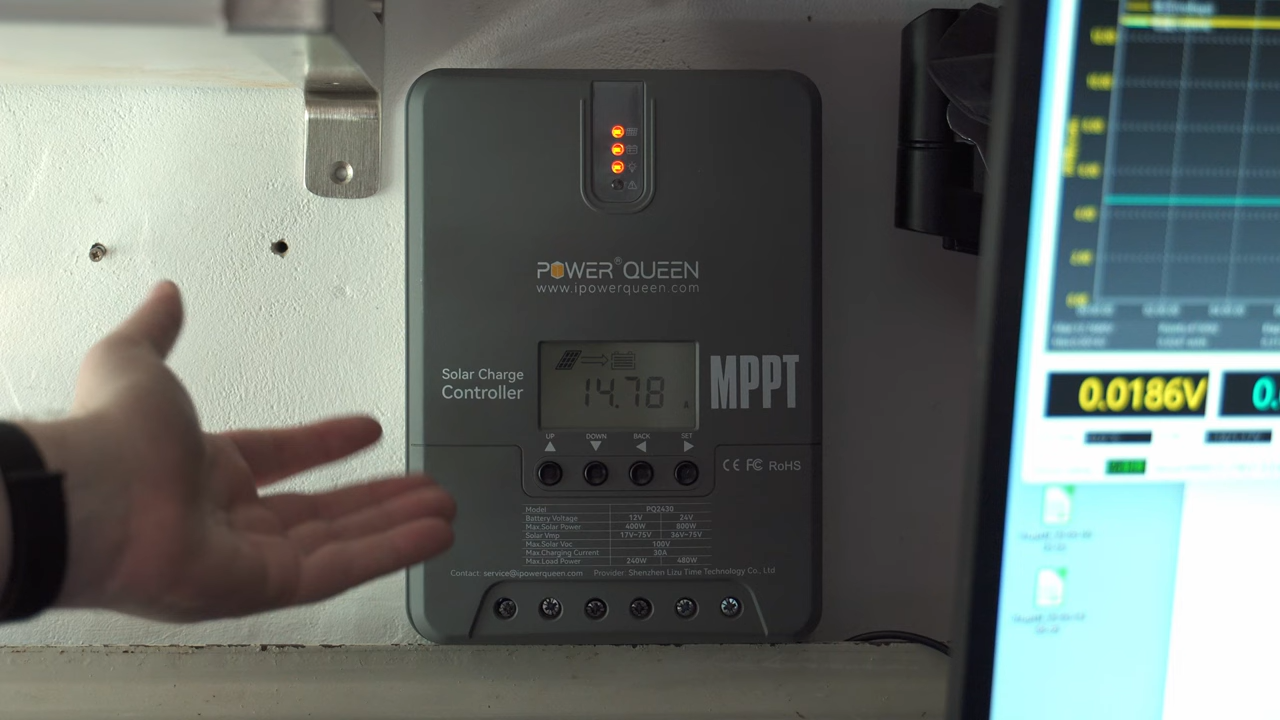 POWER QUEEN®
www.ipowerqueen.com
Solar Charge
Controller
14.78 A
MPPT
UP DOWN BACK SET
CE FC RoHS
Model PQ2430
Battery Voltage 12V 24V
Max.Solar Power 400W 800W
Solar Vmp 17V~75V 36V~75V
Max.Solar Voc 100V
Max.Charging Current 30A
Max.Load Power 240W 480W
Contact: service@ipowerqueen.com Provider: Shenzhen Lizu Time Technology Co., Ltd
0.0186V